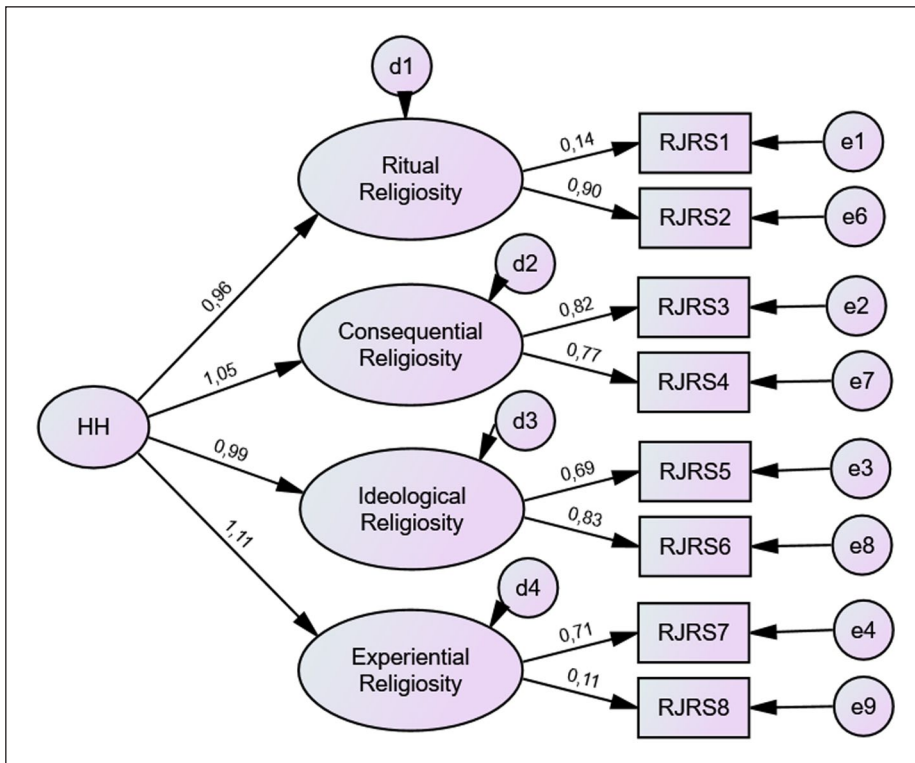 d1
Ritual
Religiosity
0,14
RJRS1
e1
0,90
RJRS2
e6
0,96
d2
Consequential
Religiosity
0,82
RJRS3
e2
0,77
RJRS4
e7
1,05
HH
0,99
d3
Ideological
Religiosity
0,69
RJRS5
e3
0,83
RJRS6
e8
1,11
d4
Experiential
Religiosity
0,71
RJRS7
e4
0,11
RJRS8
e9